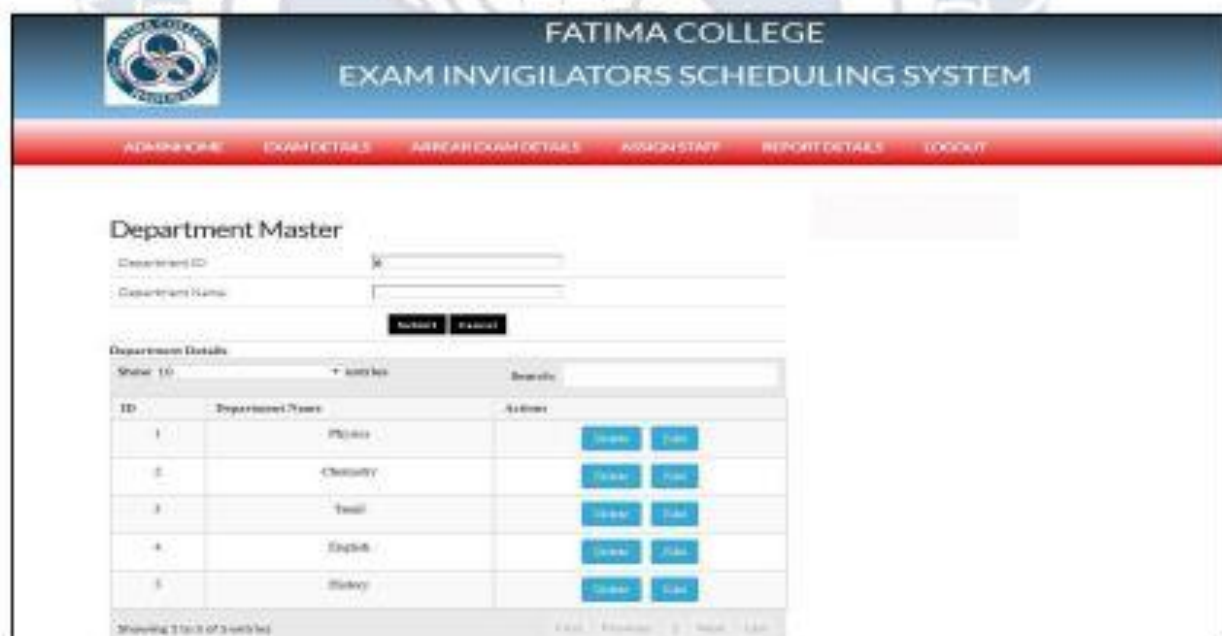 FATIMA COLLEGE
EXAM INVIGILATORS SCHEDULING SYSTEM
ADMINHOME EXAM DETAILS ARREAR EXAM DETAILS ASSIGN STAFF REPORT DETAILS LOGOUT
Department Master
Department ID
Department Name
Submit Cancel
Department Details
Show 10 entries Search:
ID Department Name Actions
1 Physics Delete Edit
2 Chemistry Delete Edit
3 Tamil Delete Edit
4 English Delete Edit
5 History Delete Edit
Showing 1 to 5 of 5 entries First Previous 1 Next Last